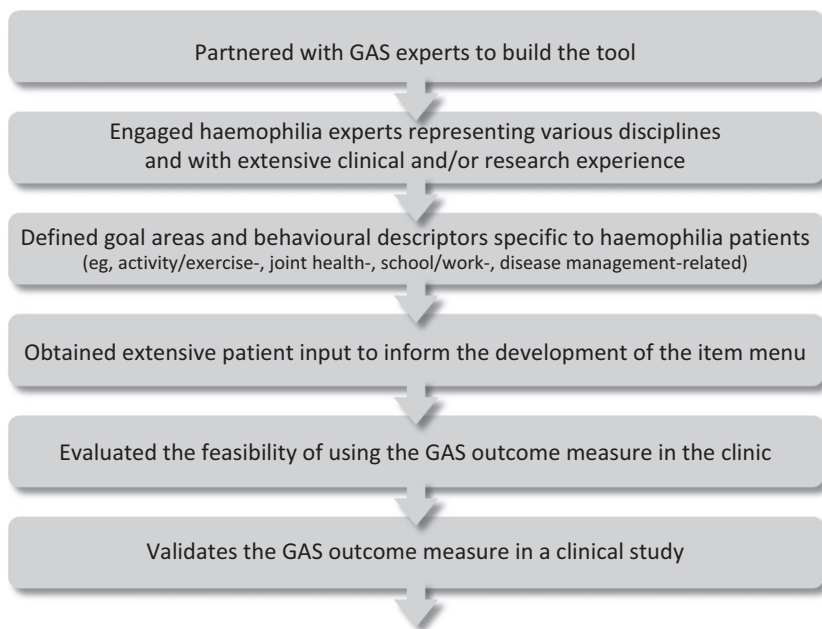 Partnered with GAS experts to build the tool
Engaged haemophilia experts representing various disciplines
and with extensive clinical and/or research experience
Defined goal areas and behavioural descriptors specific to haemophilia patients
(eg, activity/exercise-, joint health-, school/work-, disease management-related)
Obtained extensive patient input to inform the development of the item menu
Evaluated the feasibility of using the GAS outcome measure in the clinic
Validates the GAS outcome measure in a clinical study